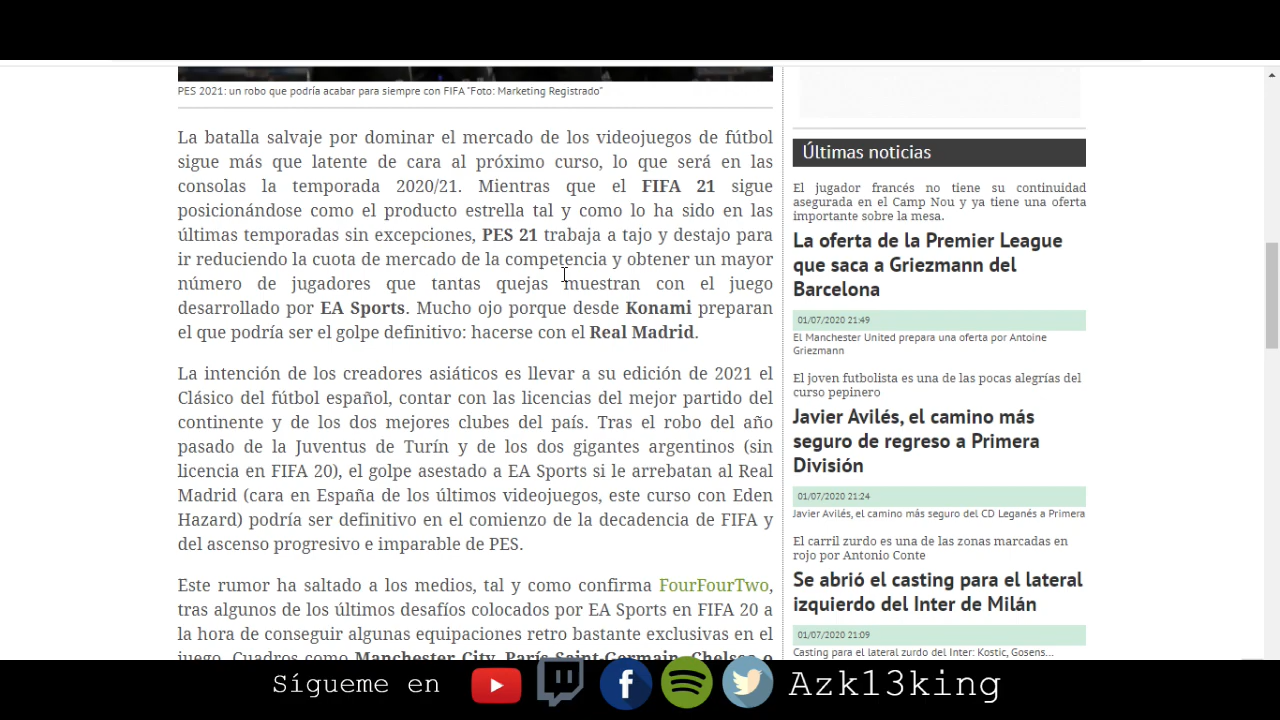 PES 2021: un robo que podría acabar para siempre con FIFA "Foto: Marketing Registrado"
La batalla salvaje por dominar el mercado de los videojuegos de fútbol
sigue más que latente de cara al próximo curso, lo que será en las
consolas la temporada 2020/21. Mientras que el FIFA 21 sigue
posicionándose como el producto estrella tal y como lo ha sido en las
últimas temporadas sin excepciones, PES 21 trabaja a tajo y destajo para
ir reduciendo la cuota de mercado de la competencia y obtener un mayor
número de jugadores que tantas quejas muestran con el juego
desarrollado por EA Sports. Mucho ojo porque desde Konami preparan
el que podría ser el golpe definitivo: hacerse con el Real Madrid.
La intención de los creadores asiáticos es llevar a su edición de 2021 el
Clásico del fútbol español, contar con las licencias del mejor partido del
continente y de los dos mejores clubes del país. Tras el robo del año
pasado de la Juventus de Turín y de los dos gigantes argentinos (sin
licencia en FIFA 20), el golpe asestado a EA Sports si le arrebatan al Real
Madrid (cara en España de los últimos videojuegos, este curso con Eden
Hazard) podría ser definitivo en el comienzo de la decadencia de FIFA y
del ascenso progresivo e imparable de PES.
Este rumor ha saltado a los medios, tal y como confirma FourFourTwo,
tras algunos de los últimos desafíos colocados por EA Sports en FIFA 20 a
la hora de conseguir algunas equipaciones retro bastante exclusivas en el
juego. Cuadros como Manchester City, París Saint-Germain, Chelsea o
Últimas noticias
El jugador francés no tiene su continuidad
asegurada en el Camp Nou y ya tiene una oferta
importante sobre la mesa.
La oferta de la Premier League
que saca a Griezmann del
Barcelona
01/07/2020 21:49
El Manchester United prepara una oferta por Antoine
Griezmann
El joven futbolista es una de las pocas alegrías del
curso pepinero
Javier Avilés, el camino más
seguro de regreso a Primera
División
01/07/2020 21:24
Javier Avilés, el camino más seguro del CD Leganés a Primera
El carril zurdo es una de las zonas marcadas en
rojo por Antonio Conte
Se abrió el casting para el lateral
izquierdo del Inter de Milán
01/07/2020 21:09
Casting para el lateral zurdo del Inter: Kostic, Gosens...
Sígueme en
Azk13king